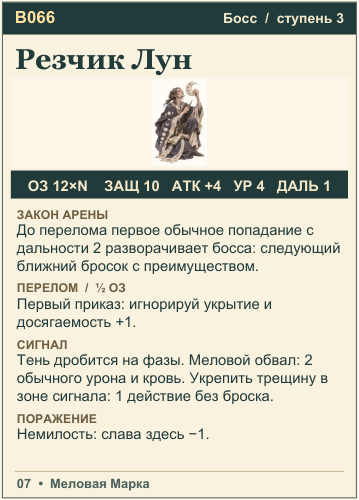 B066
Босс / ступень 3
Резчик Лун
ОЗ 12×N ЗАЩ 10 АТК +4 УР 4 ДАЛЬ 1
ЗАКОН АРЕНЫ
До перелома первое обычное попадание с
дальности 2 разворачивает босса: следующий
ближний бросок с преимуществом.
ПЕРЕЛОМ / ½ ОЗ
Первый приказ: игнорируй укрытие и
досягаемость +1.
СИГНАЛ
Тень дробится на фазы. Меловой обвал: 2
обычного урона и кровь. Укрепить трещину в
зоне сигнала: 1 действие без броска.
ПОРАЖЕНИЕ
Немилость: слава здесь −1.
07 • Меловая Марка